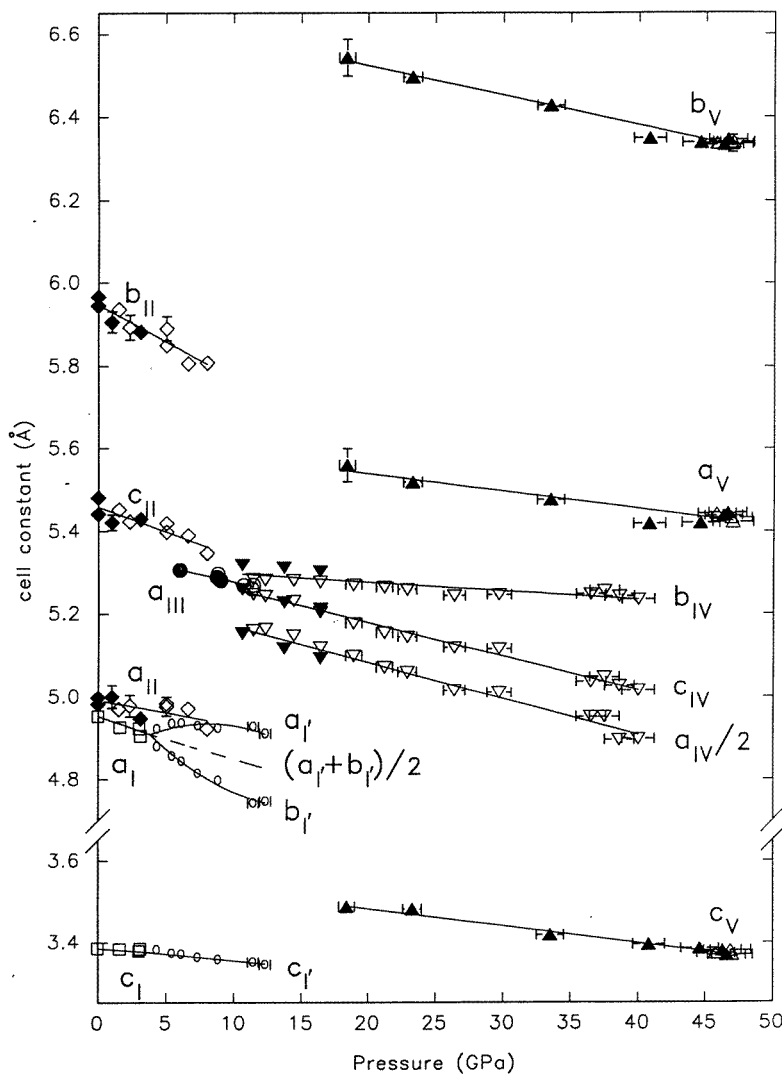 6.6
b_V
6.4
6.2
6.0
b_II
5.8
cell constant (Å)
5.6
a_V
c_II
5.4
a_III
b_IV
5.2
c_IV
a_II
5.0
a_I'
a_IV/2
a_I
(a_I'+b_I')/2
4.8
b_I'
3.6
c_V
3.4
c_I
c_I'
0 5 10 15 20 25 30 35 40 45 50
Pressure (GPa)